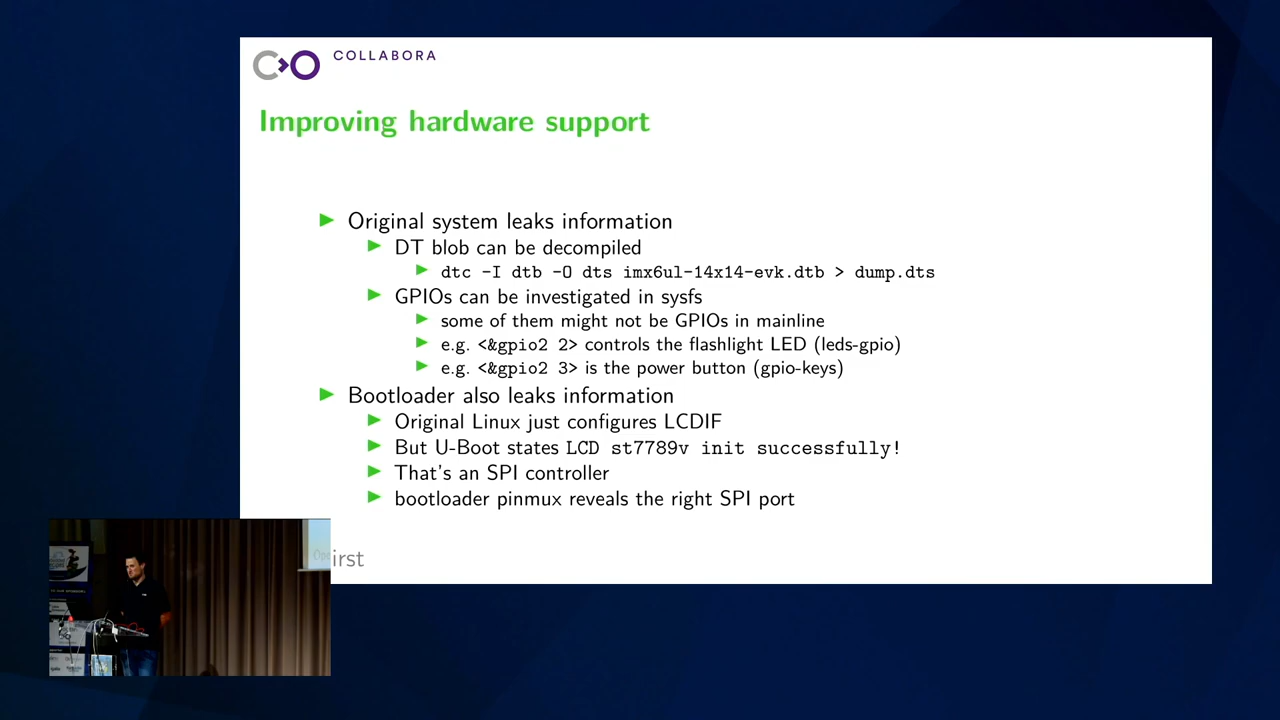 COLLABORA
Improving hardware support
Original system leaks information
DT blob can be decompiled
dtc -I dtb -O dts imx6ul-14x14-evk.dtb > dump.dts
GPIOs can be investigated in sysfs
some of them might not be GPIOs in mainline
e.g. <&gpio2 2> controls the flashlight LED (leds-gpio)
e.g. <&gpio2 3> is the power button (gpio-keys)
Bootloader also leaks information
Original Linux just configures LCDIF
But U-Boot states LCD st7789v init successfully!
That's an SPI controller
bootloader pinmux reveals the right SPI port
irst